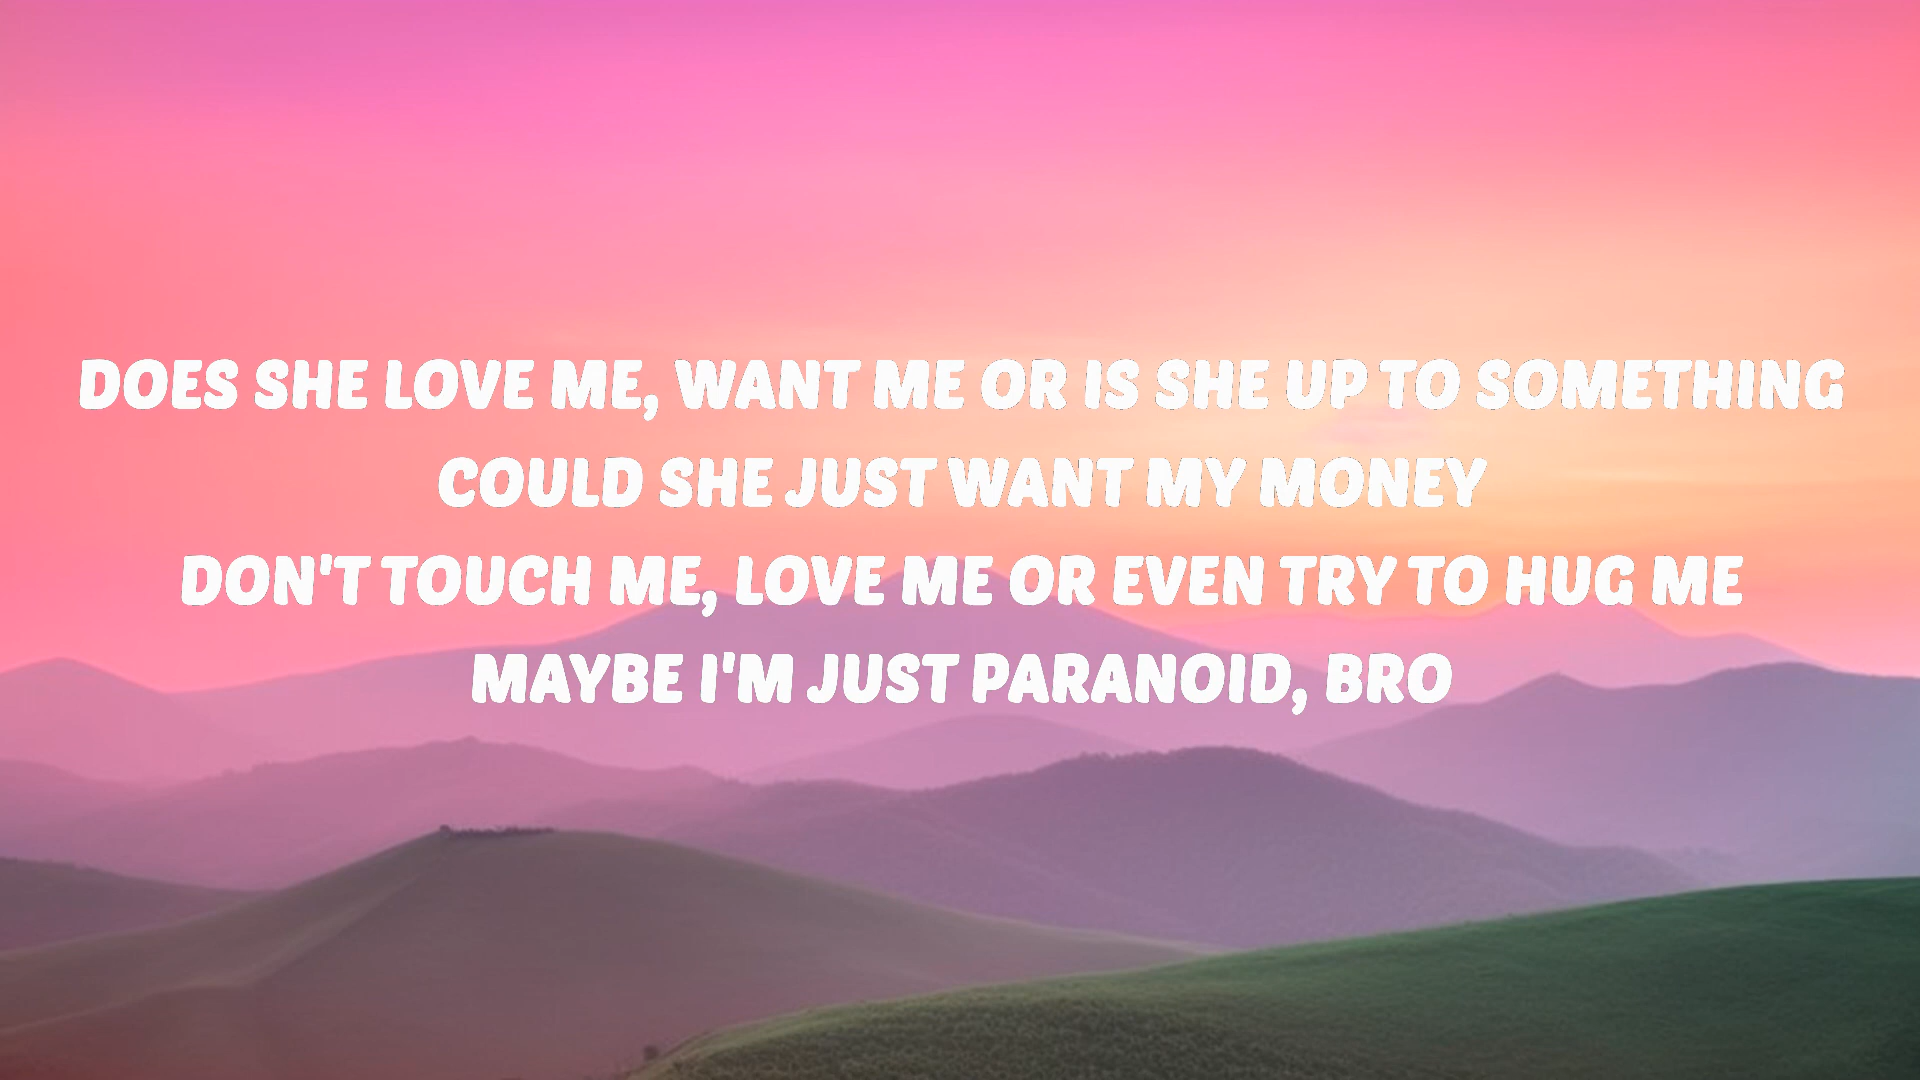 DOES SHE LOVE ME, WANT ME OR IS SHE UP TO SOMETHING
COULD SHE JUST WANT MY MONEY
DON'T TOUCH ME, LOVE ME OR EVEN TRY TO HUG ME
MAYBE I'M JUST PARANOID, BRO